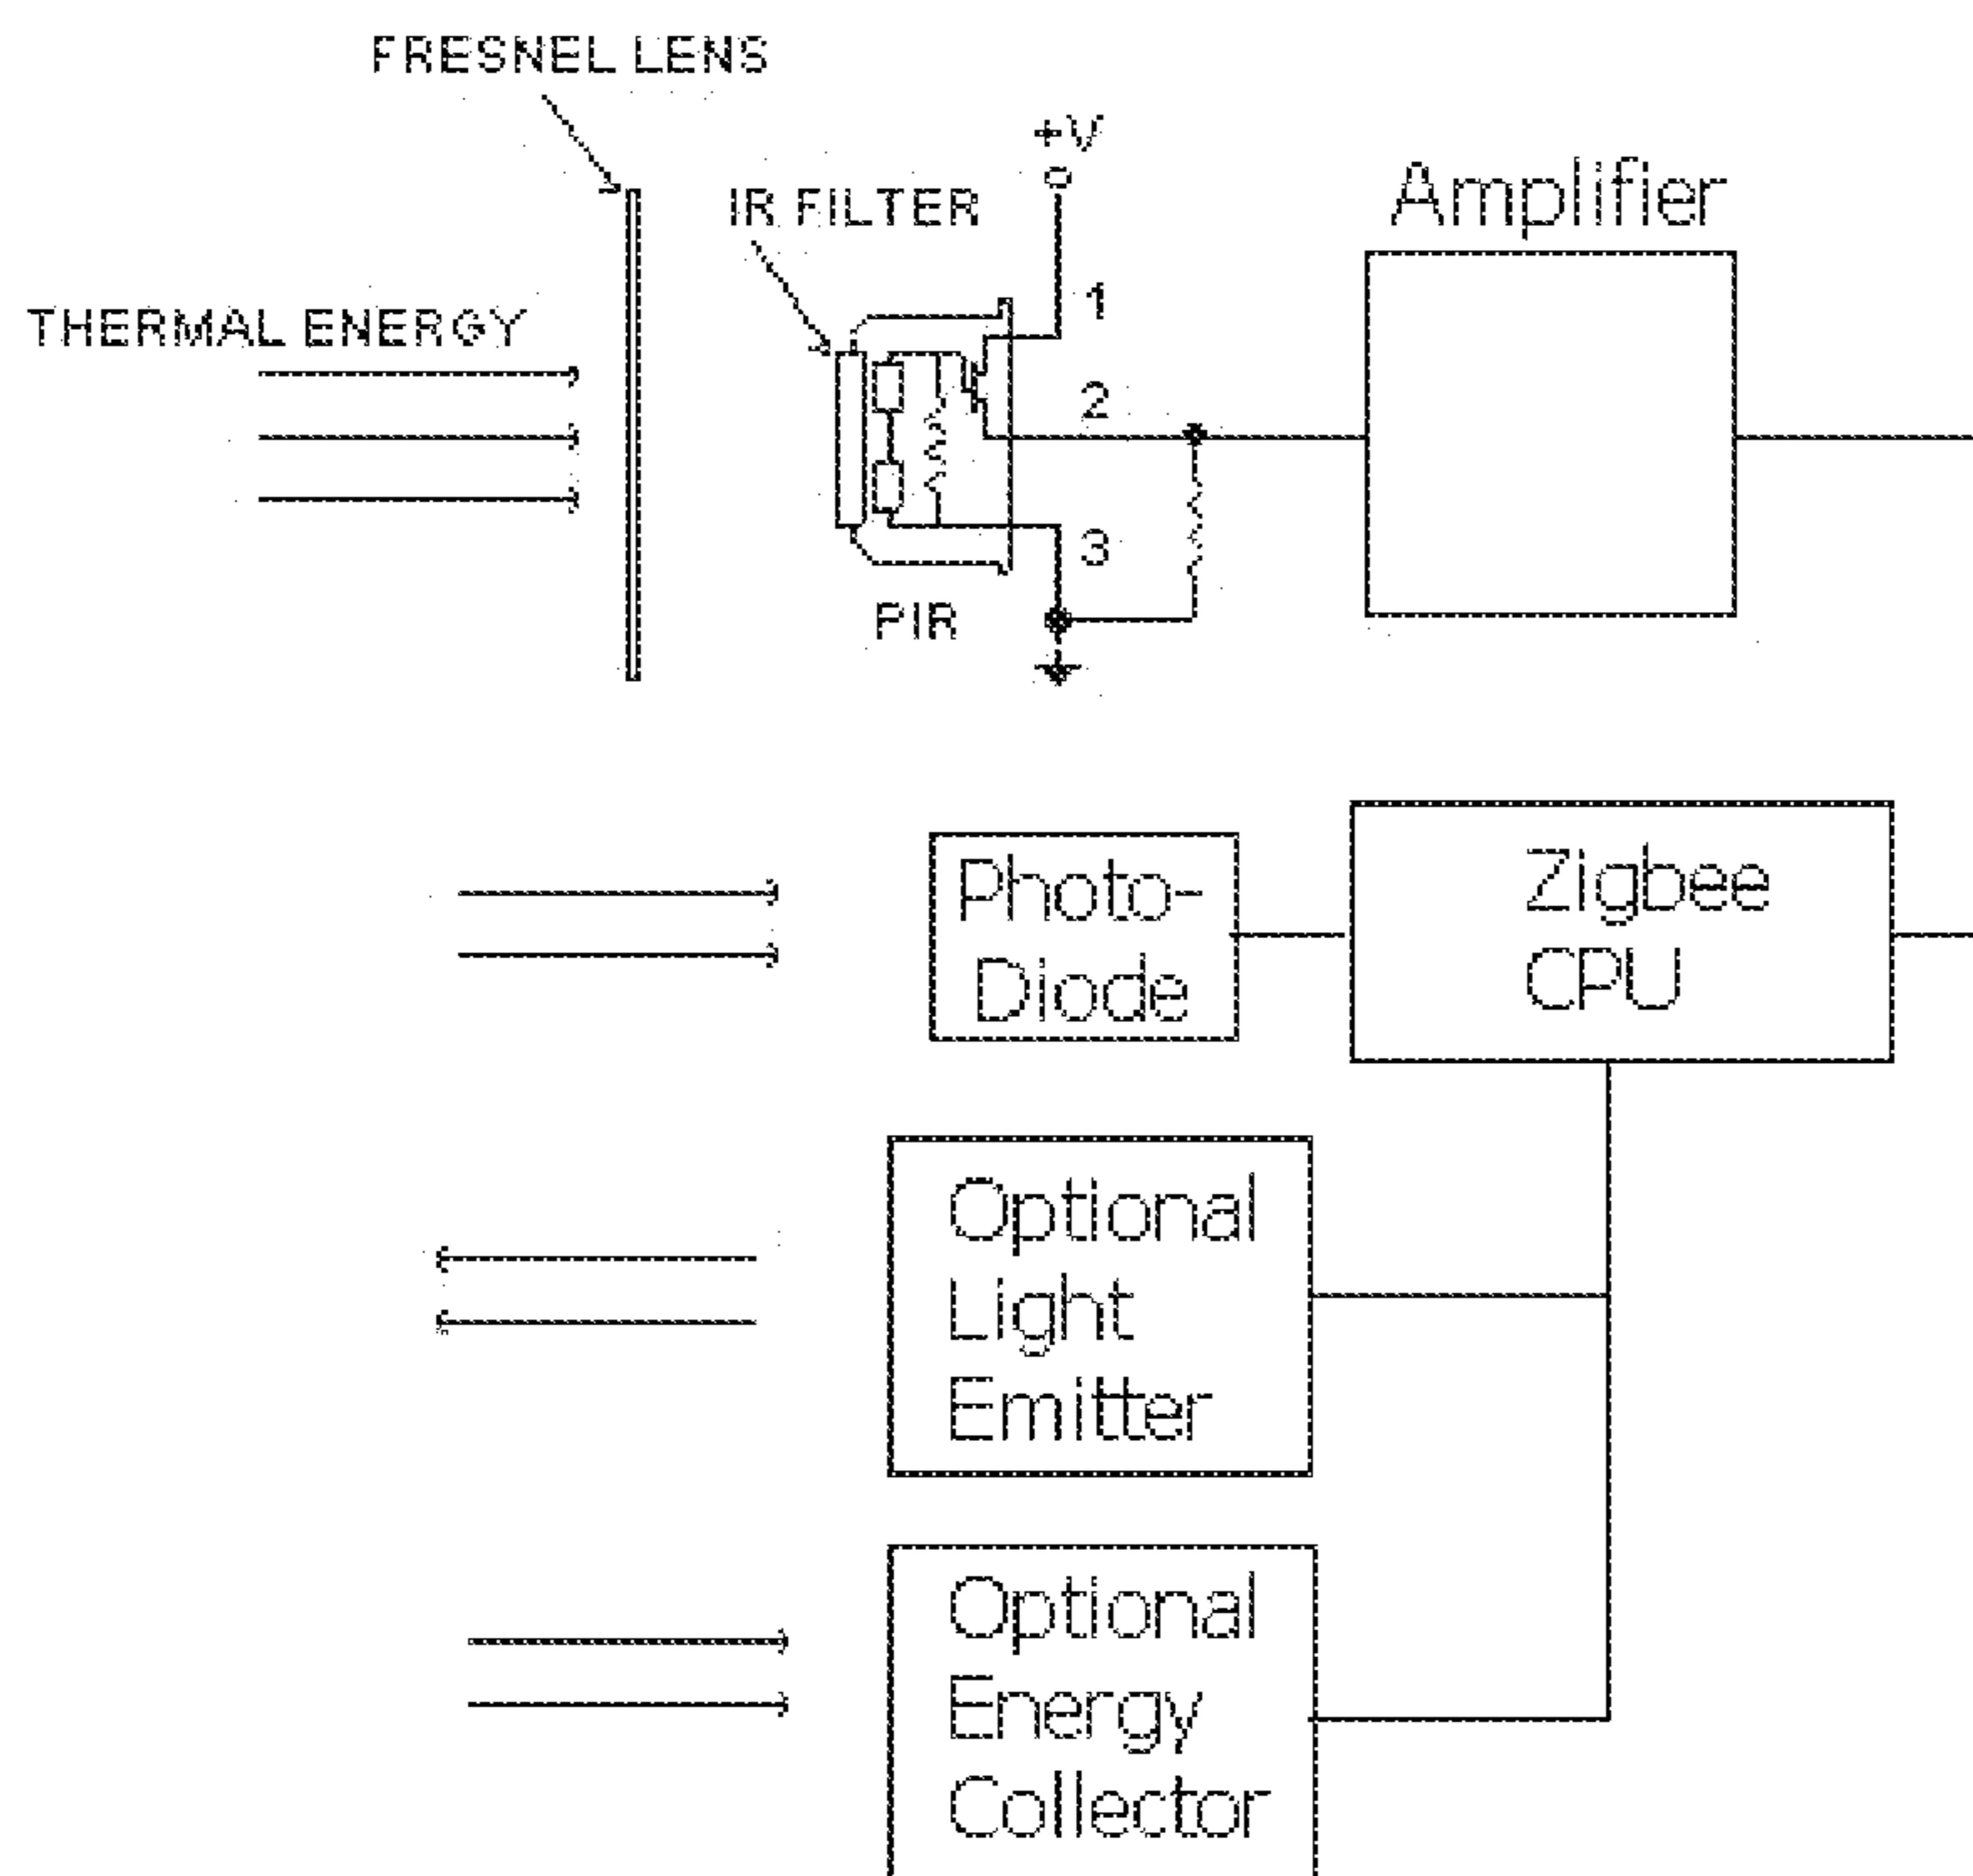 FRESNEL LENS
+V
IR FILTER
Amplifier
THERMAL ENERGY
1
2
3
PIR
Photo-
Diode
Zigbee
CPU
Optional
Light
Emitter
Optional
Energy
Collector